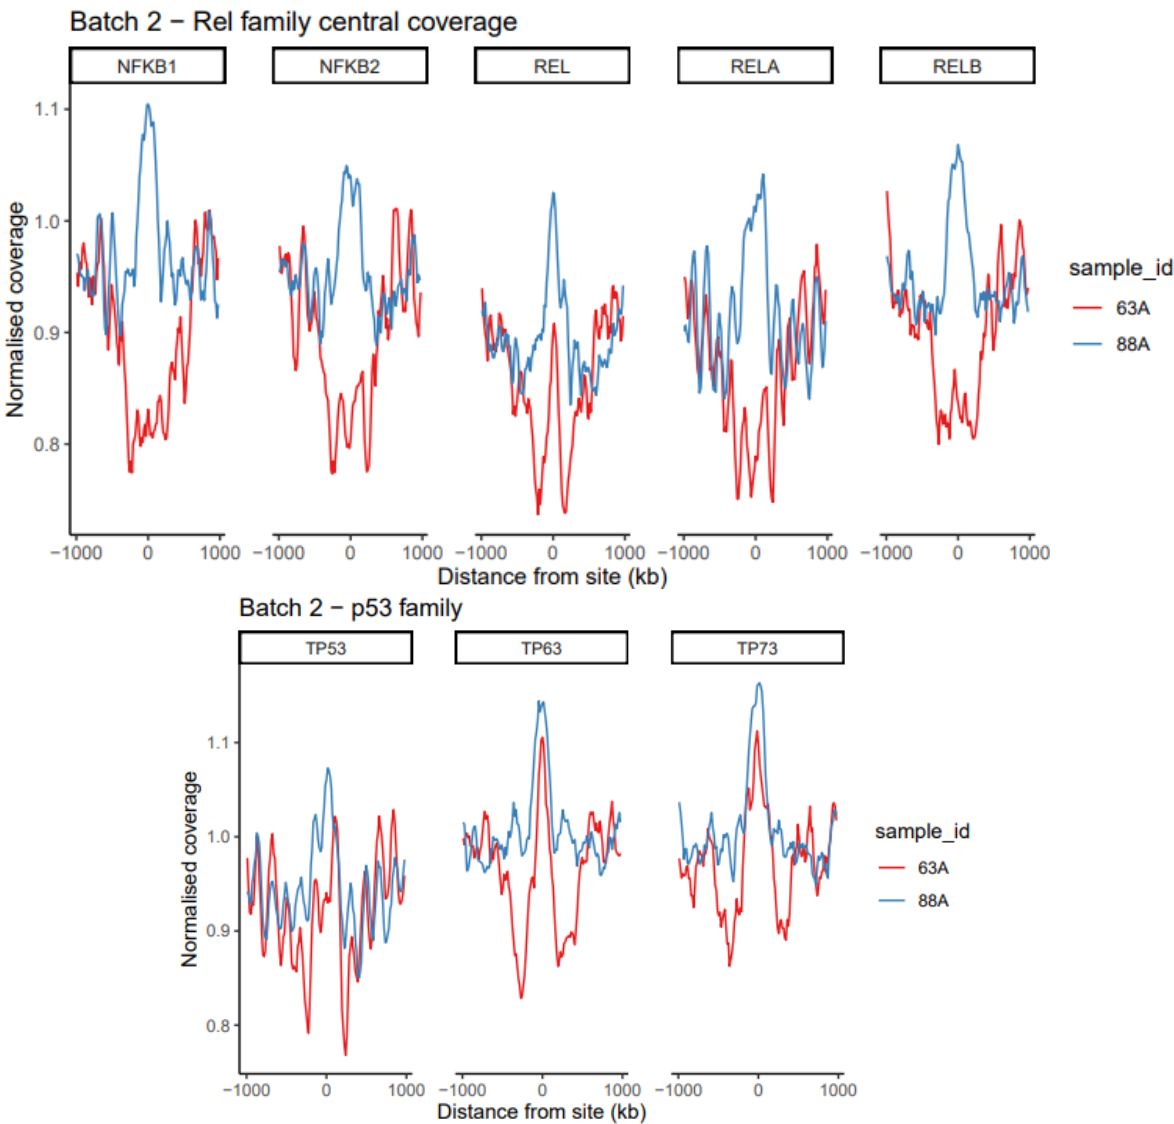 Batch 2 − Rel family central coverage
NFKB1 NFKB2 REL RELA RELB
1.1
1.0
0.9
0.8
Normalised coverage
−1000 0 1000 −1000 0 1000 −1000 0 1000 −1000 0 1000 −1000 0 1000
Distance from site (kb)
sample_id
63A
88A
Batch 2 − p53 family
TP53 TP63 TP73
1.1
1.0
0.9
0.8
Normalised coverage
−1000 0 1000 −1000 0 1000 −1000 0 1000
Distance from site (kb)
sample_id
63A
88A